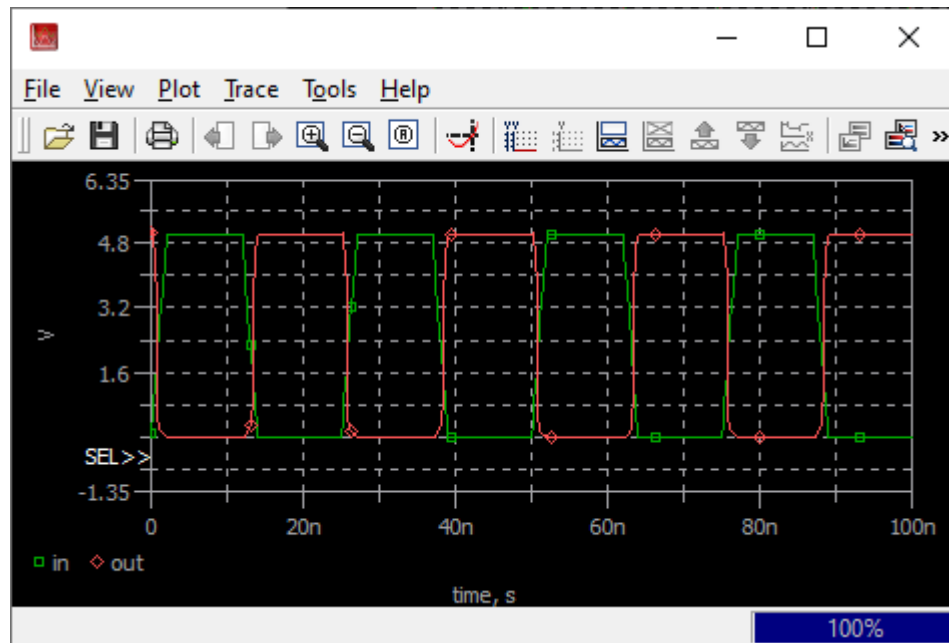 File View Plot Trace Tools Help
6.35
4.8
3.2
V
1.6
SEL>>
-1.35
0 20n 40n 60n 80n 100n
in out
time, s
100%